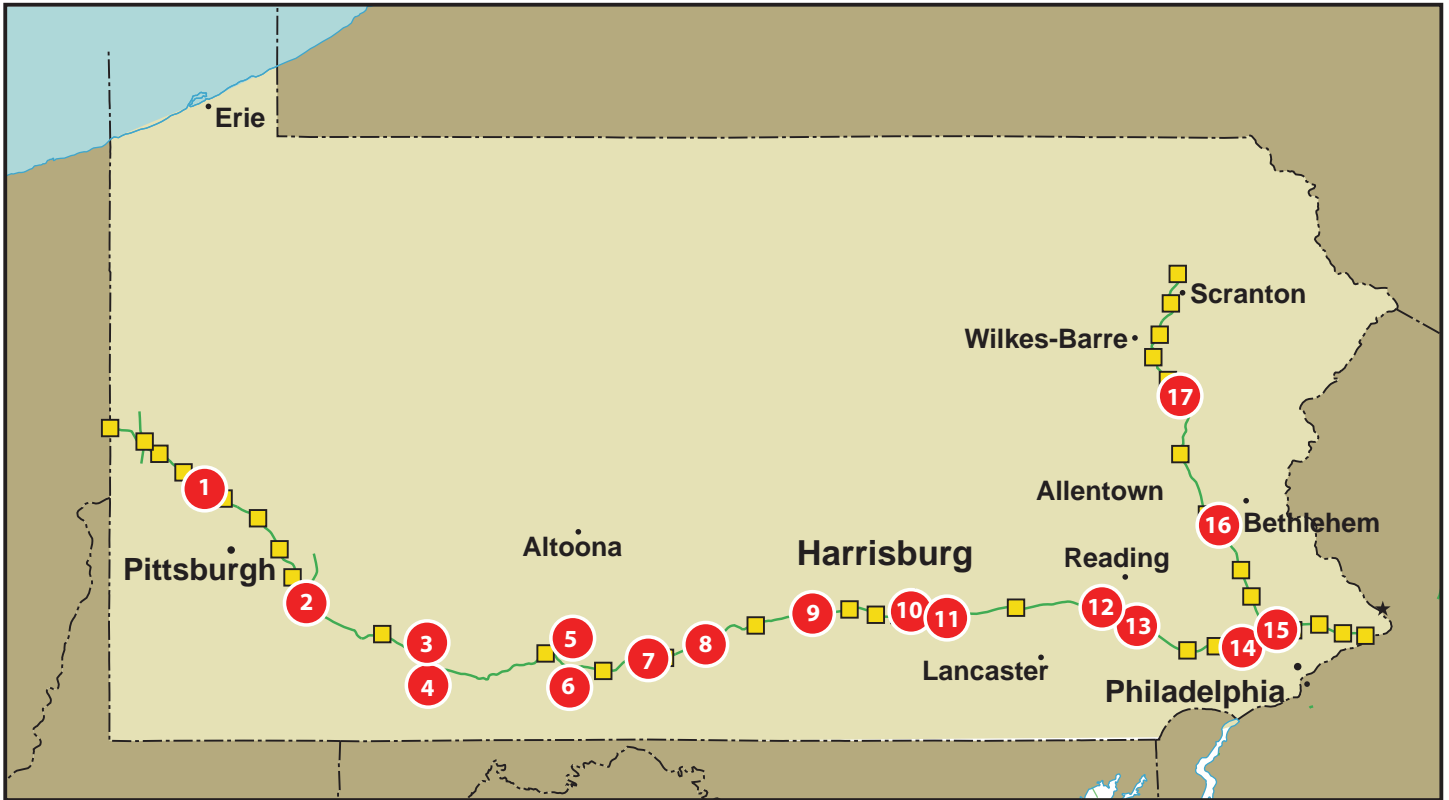 Erie
Scranton
Wilkes-Barre
17
1
Allentown
16
Bethlehem
Altoona
Harrisburg
Reading
Pittsburgh
2
9
10
11
12
13
3
5
15
14
7
8
4
6
Lancaster
Philadelphia